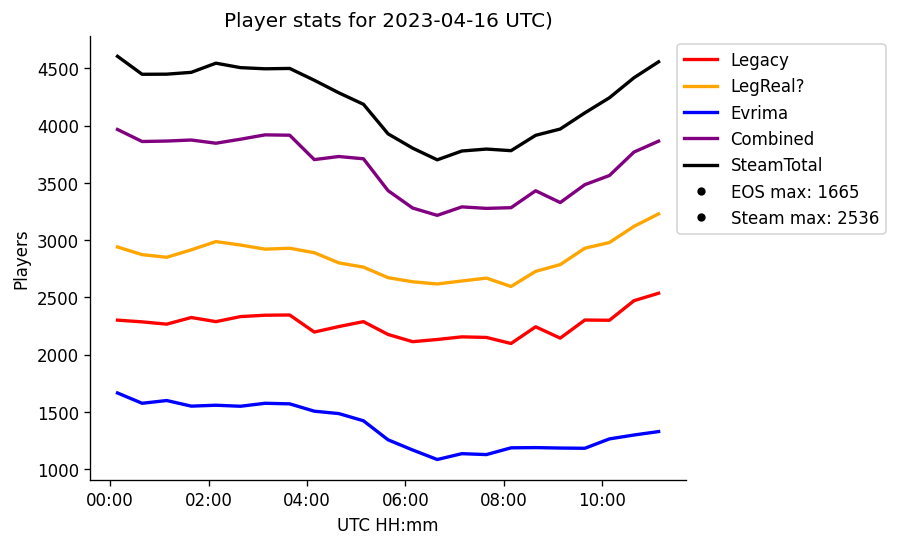 Player stats for 2023-04-16 UTC)
Legacy
LegReal?
Evrima
Combined
SteamTotal
EOS max: 1665
Steam max: 2536
Players
4500
4000
3500
3000
2500
2000
1500
1000
00:00 02:00 04:00 06:00 08:00 10:00
UTC HH:mm